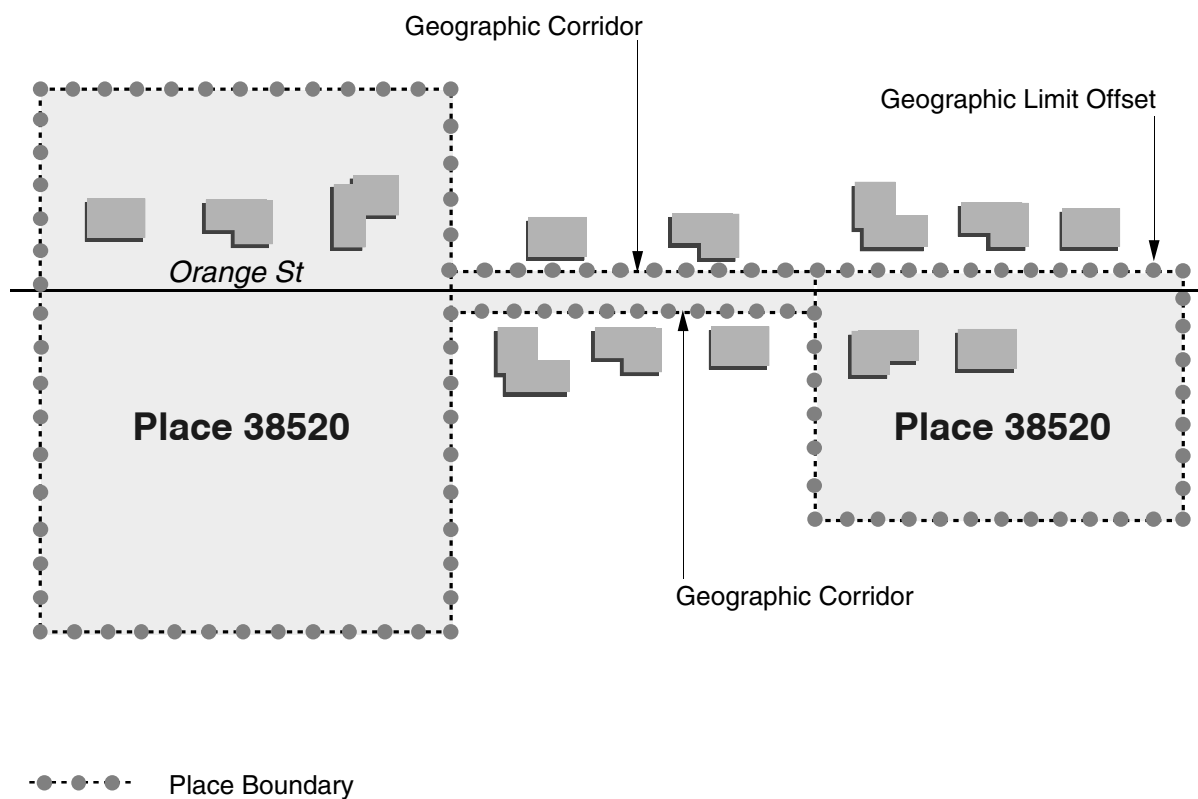 Geographic Corridor
Geographic Limit Offset
Orange St
Place 38520
Place 38520
Geographic Corridor
Place Boundary